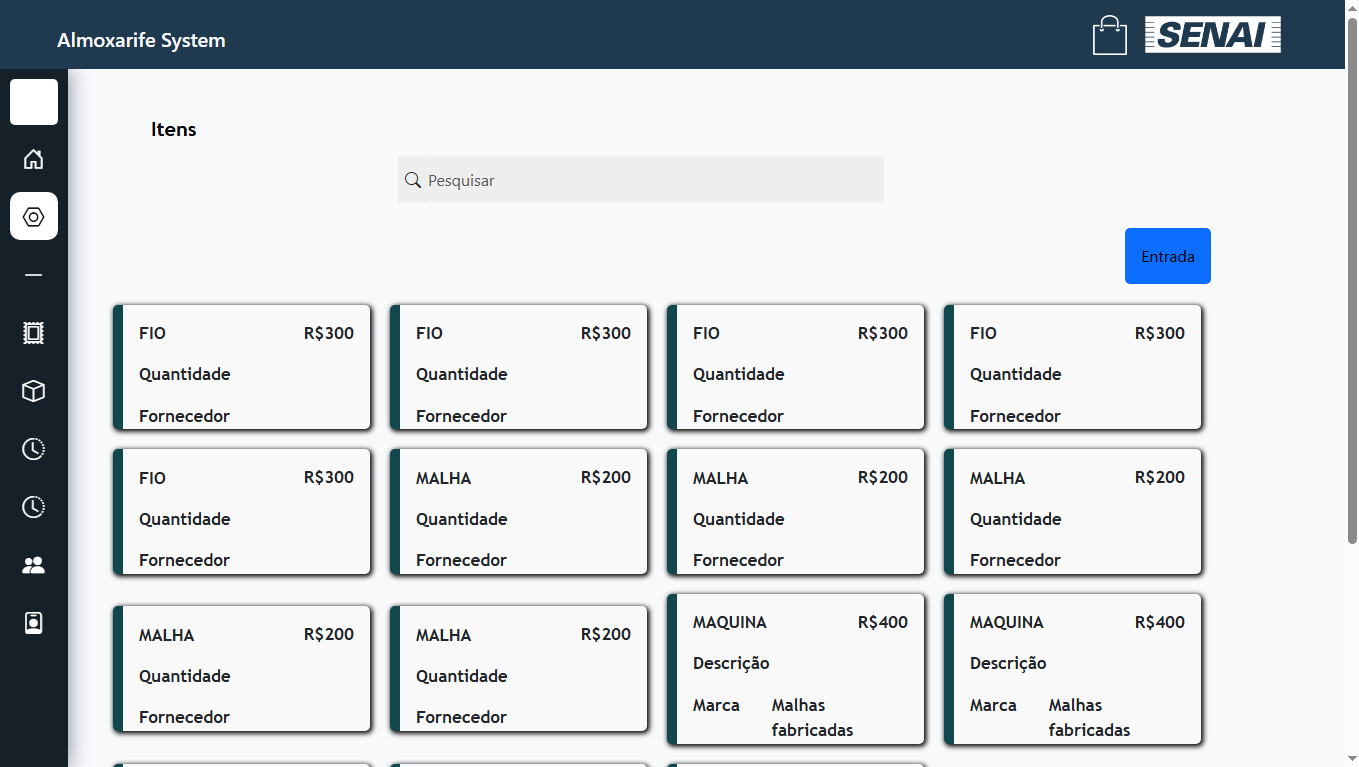 Almoxarife System
SENAI
Itens
Pesquisar
Entrada
FIO R$300 FIO R$300 FIO R$300 FIO R$300
Quantidade Quantidade Quantidade Quantidade
Fornecedor Fornecedor Fornecedor Fornecedor
FIO R$300 MALHA R$200 MALHA R$200 MALHA R$200
Quantidade Quantidade Quantidade Quantidade
Fornecedor Fornecedor Fornecedor Fornecedor
MALHA R$200 MALHA R$200 MAQUINA R$400 MAQUINA R$400
Quantidade Quantidade Descrição Descrição
Fornecedor Fornecedor Marca Malhas Marca Malhas
fabricadas fabricadas